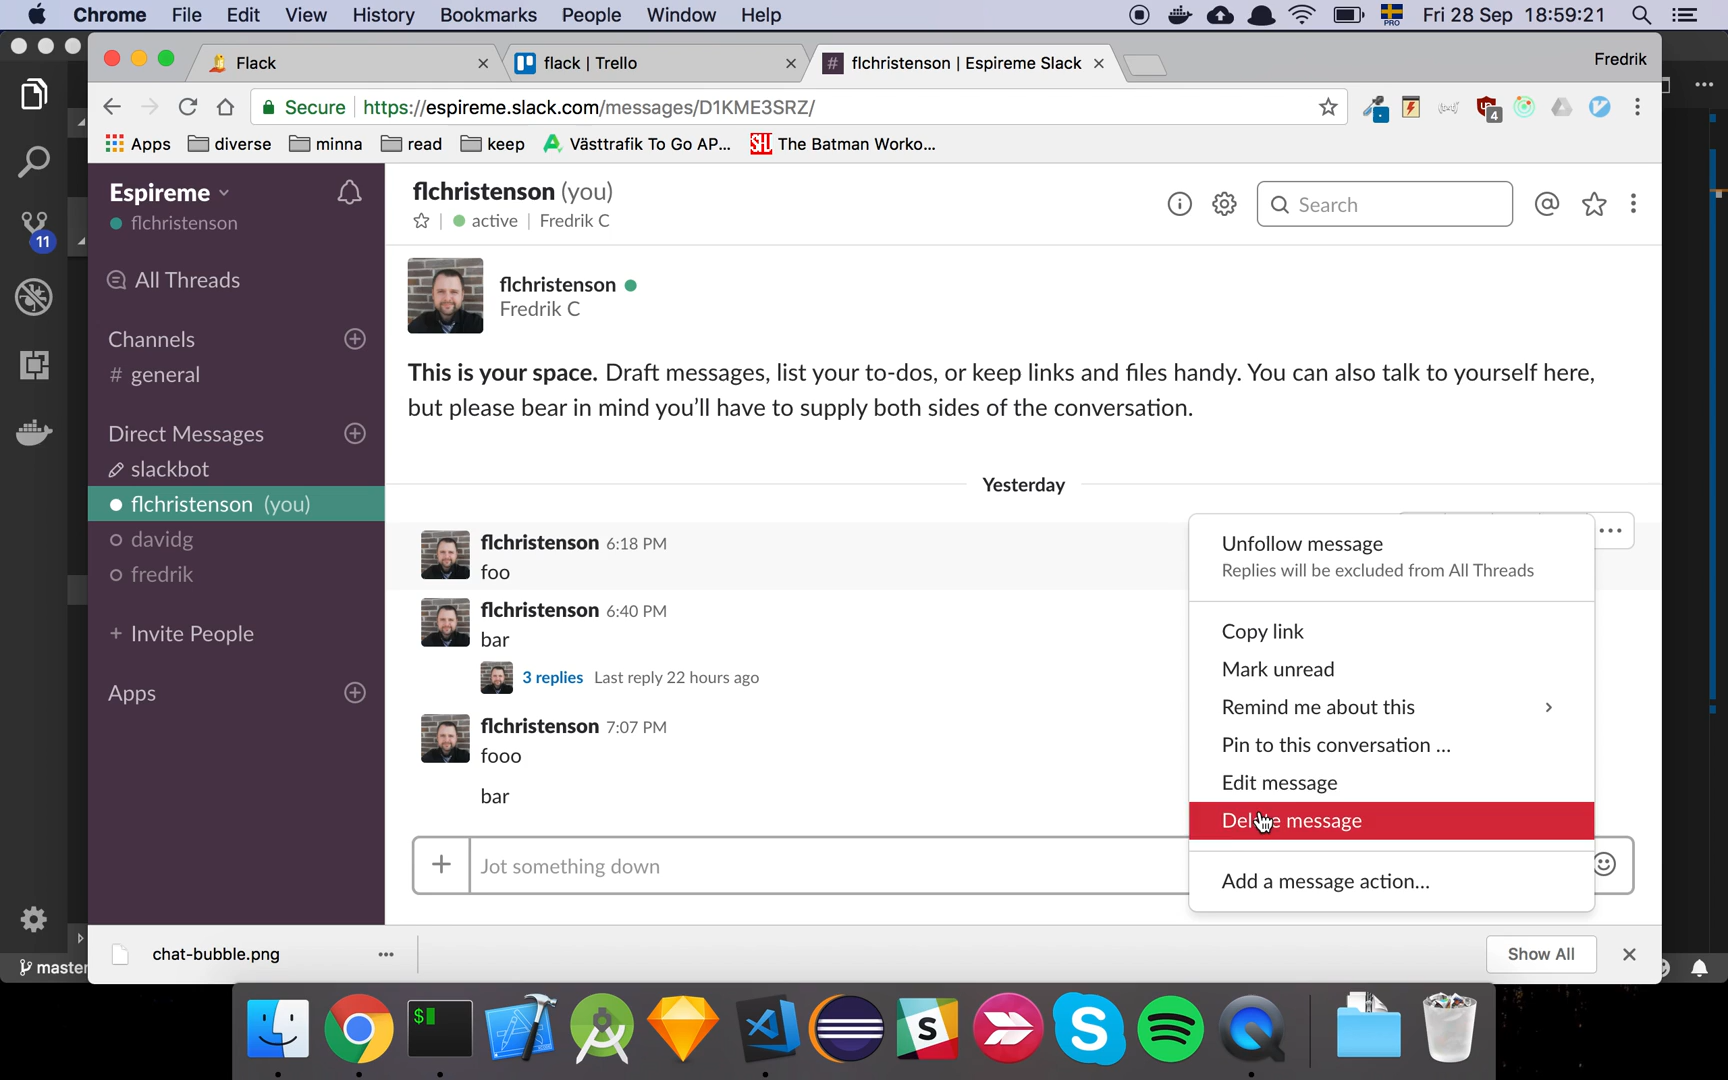 Chrome File Edit View History Bookmarks People Window Help PRO Fri 28 Sep 18:59:21
Flack flack | Trello # flchristenson | Espireme Slack Fredrik
Secure https://espireme.slack.com/messages/D1KME3SRZ/ 4
Apps diverse minna read keep Västtrafik To Go AP... SHL The Batman Worko...
11
Espireme
flchristenson
All Threads
Channels
# general
Direct Messages
slackbot
flchristenson (you)
davidg
fredrik
+ Invite People
Apps
flchristenson (you)
active Fredrik C
Search
flchristenson
Fredrik C
This is your space. Draft messages, list your to-dos, or keep links and files handy. You can also talk to yourself here,
but please bear in mind you’ll have to supply both sides of the conversation.
Yesterday
flchristenson 6:18 PM
foo
flchristenson 6:40 PM
bar
3 replies Last reply 22 hours ago
flchristenson 7:07 PM
fooo
bar
Jot something down
Unfollow message
Replies will be excluded from All Threads
Copy link
Mark unread
Remind me about this
Pin to this conversation ...
Edit message
Delete message
Add a message action...
chat-bubble.png
Show All
master
$
S
S